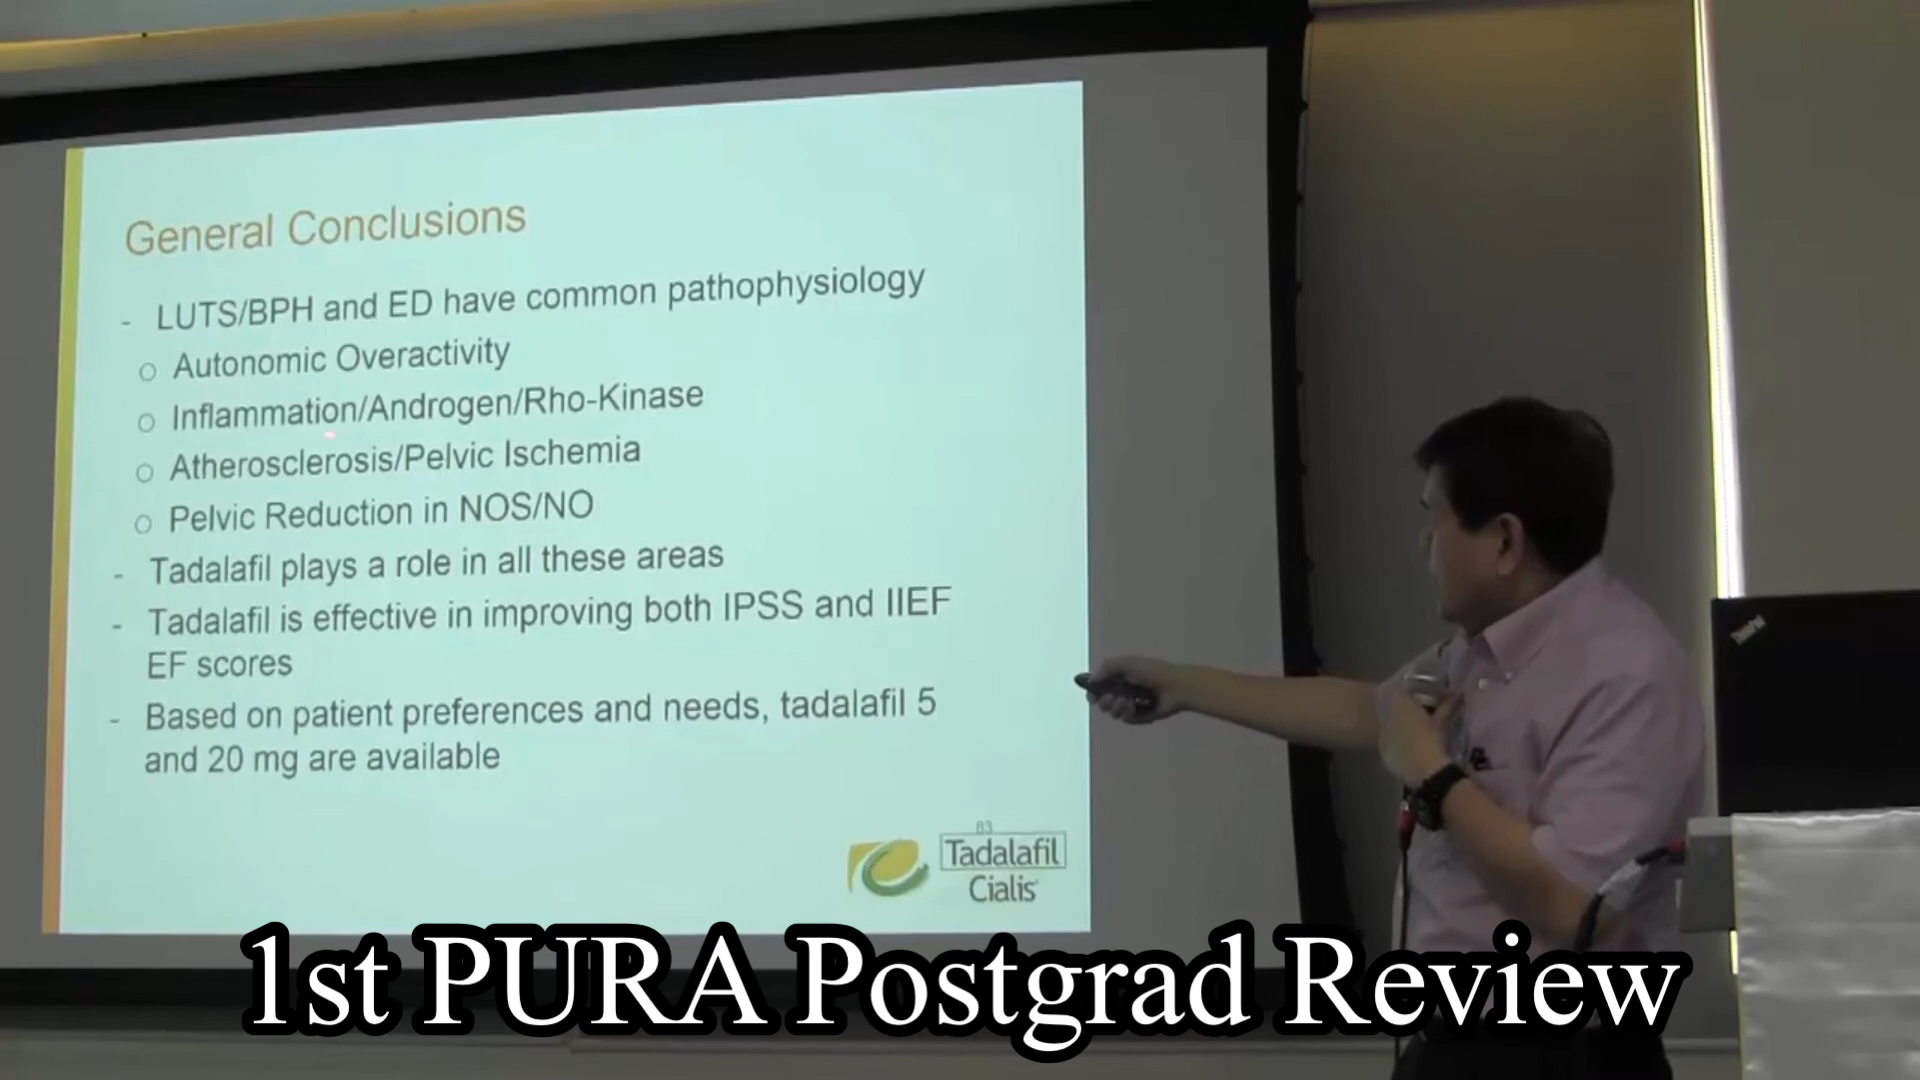 General Conclusions
- LUTS/BPH and ED have common pathophysiology
o Autonomic Overactivity
o Inflammation/Androgen/Rho-Kinase
o Atherosclerosis/Pelvic Ischemia
o Pelvic Reduction in NOS/NO
- Tadalafil plays a role in all these areas
- Tadalafil is effective in improving both IPSS and IIEF
EF scores
- Based on patient preferences and needs, tadalafil 5
and 20 mg are available
83
Tadalafil
Cialis
ThinkPad
1st PURA Postgrad Review